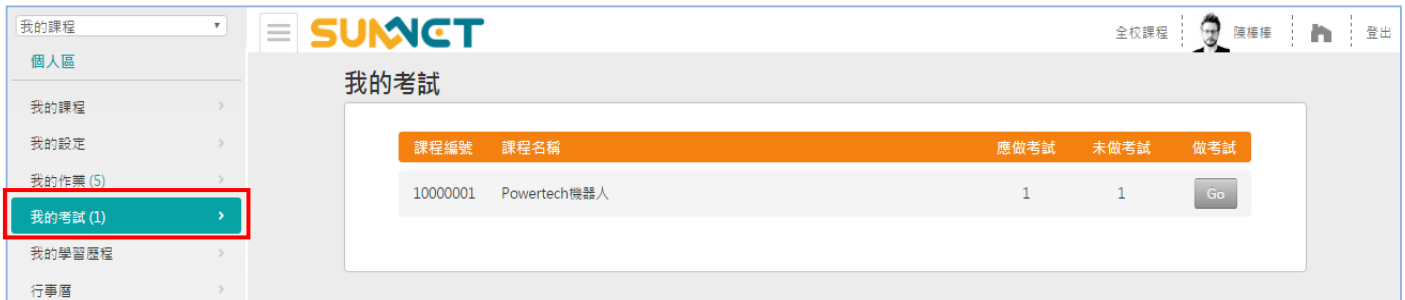 我的課程
個人區
我的課程
我的設定
我的作業 (5)
我的考試 (1)
我的學習歷程
行事曆
SUNNET
全校課程
陳棒棒
登出
我的考試
課程編號 課程名稱 應做考試 未做考試 做考試
10000001 Powertech機器人 1 1 Go